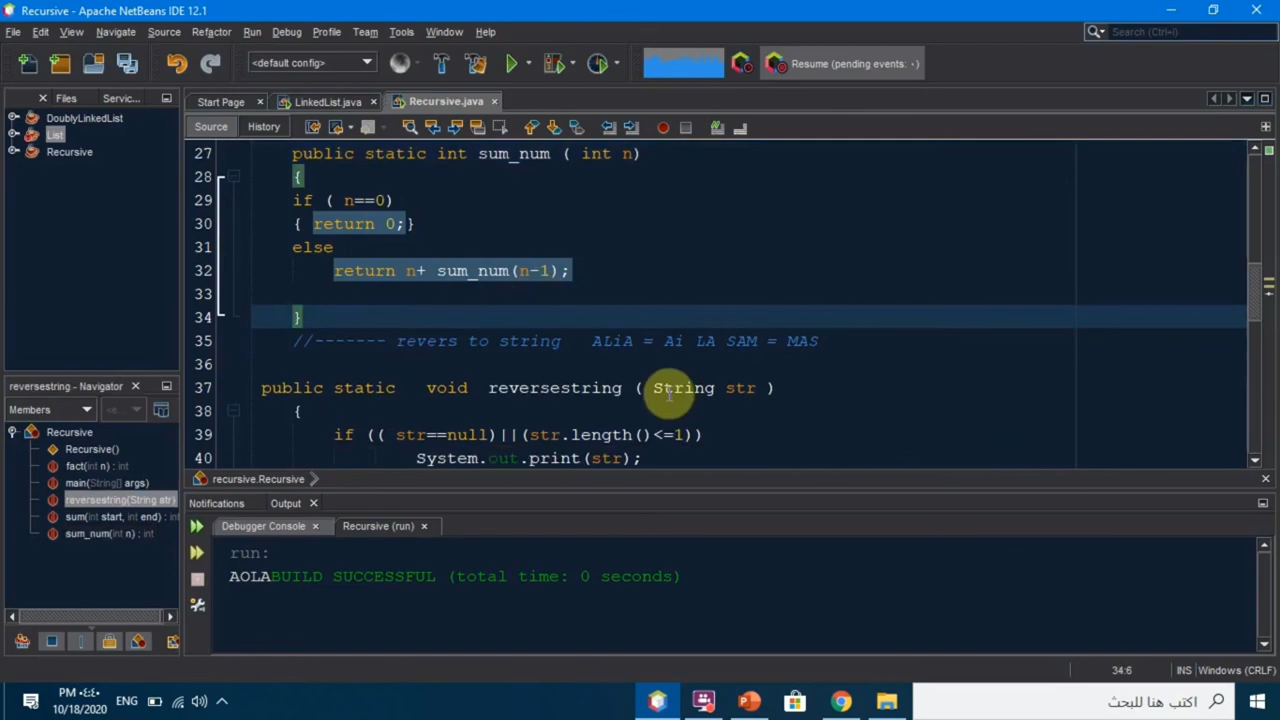 Recursive - Apache NetBeans IDE 12.1
File Edit View Navigate Source Refactor Run Debug Profile Team Tools Window Help
Search (Ctrl+I)
<default config>
Resume (pending events: ٠)
Files Servic...
Start Page LinkedList.java Recursive.java
DoublyLinkedList
List
Recursive
Source History
27 public static int sum_num ( int n)
28 {
29 if ( n==0)
30 { return 0;}
31 else
32 return n+ sum_num(n-1);
33
34 }
35 //------- revers to string ALiA = Ai LA SAM = MAS
36
37 public static void reversestring ( String str )
38 {
39 if (( str==null)||(str.length()<=1))
40 System.out.print(str);
recursive.Recursive
reversestring - Navigator
Members
Recursive
Recursive()
fact(int n) : int
main(String[] args)
reversestring(String str)
sum(int start, int end) : int
sum_num(int n) : int
Notifications Output
Debugger Console Recursive (run)
run:
AOLABUILD SUCCESSFUL (total time: 0 seconds)
34:6 INS Windows (CRLF)
PM ٠٤:٤٠
10/18/2020
ENG
اكتب هنا للبحث